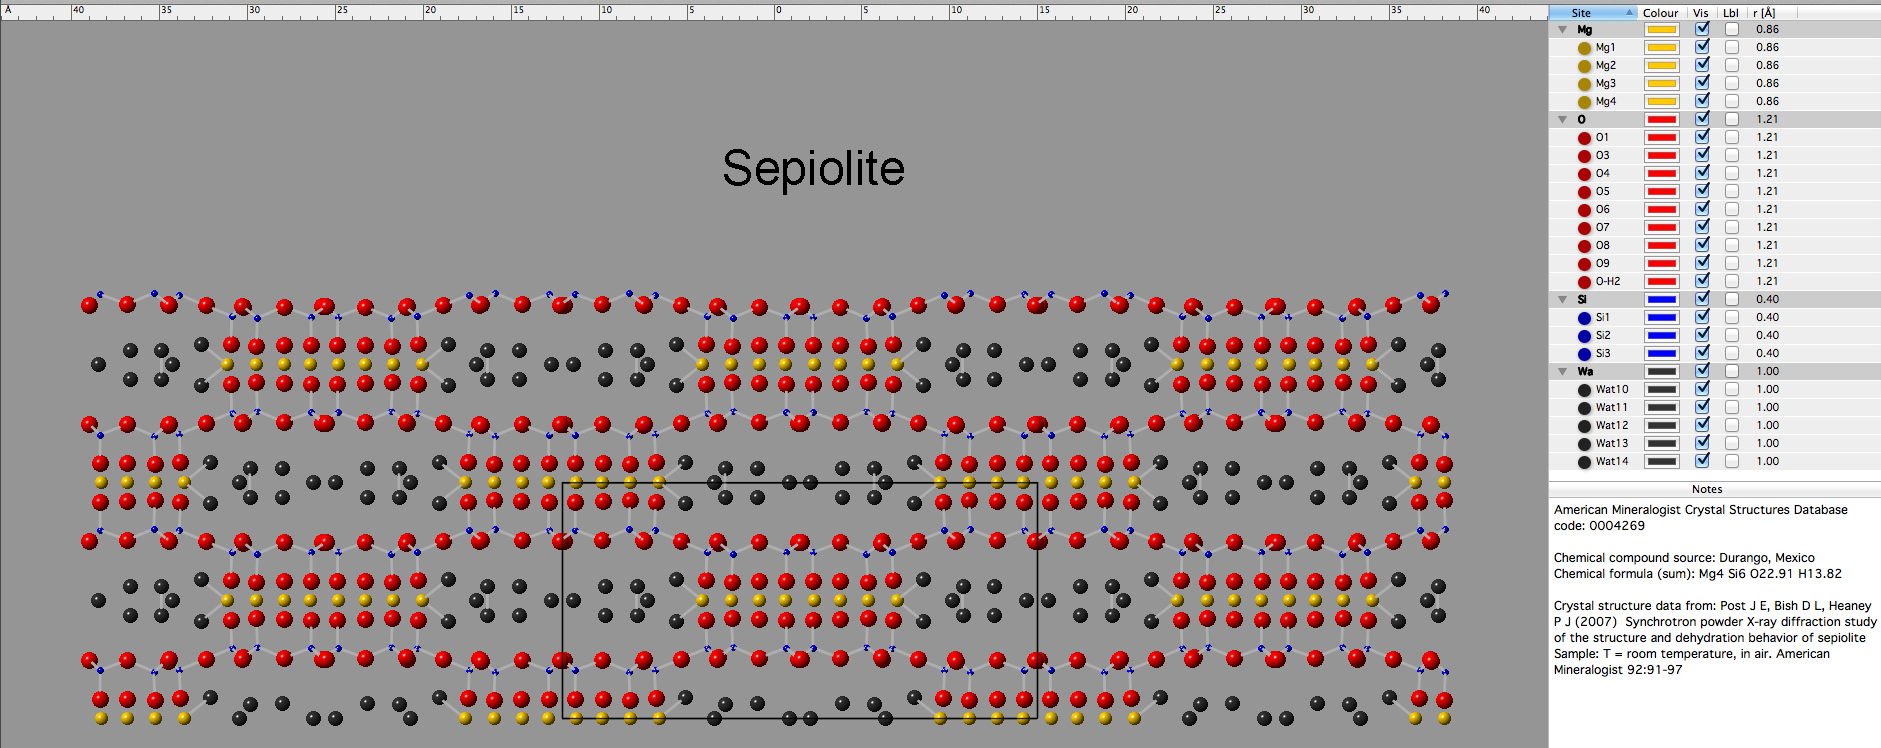 Å 40 35 30 25 20 15 10 5 0 5 10 15 20 25 30 35 40
Sepiolite
Site Colour Vis Lbl r [Å]
Mg 0.86
Mg1 0.86
Mg2 0.86
Mg3 0.86
Mg4 0.86
O 1.21
O1 1.21
O3 1.21
O4 1.21
O5 1.21
O6 1.21
O7 1.21
O8 1.21
O9 1.21
O-H2 1.21
Si 0.40
Si1 0.40
Si2 0.40
Si3 0.40
Wa 1.00
Wat10 1.00
Wat11 1.00
Wat12 1.00
Wat13 1.00
Wat14 1.00
Notes
American Mineralogist Crystal Structures Database
code: 0004269
Chemical compound source: Durango, Mexico
Chemical formula (sum): Mg4 Si6 O22.91 H13.82
Crystal structure data from: Post J E, Bish D L, Heaney
P J (2007) Synchrotron powder X-ray diffraction study
of the structure and dehydration behavior of sepiolite
Sample: T = room temperature, in air. American
Mineralogist 92:91-97